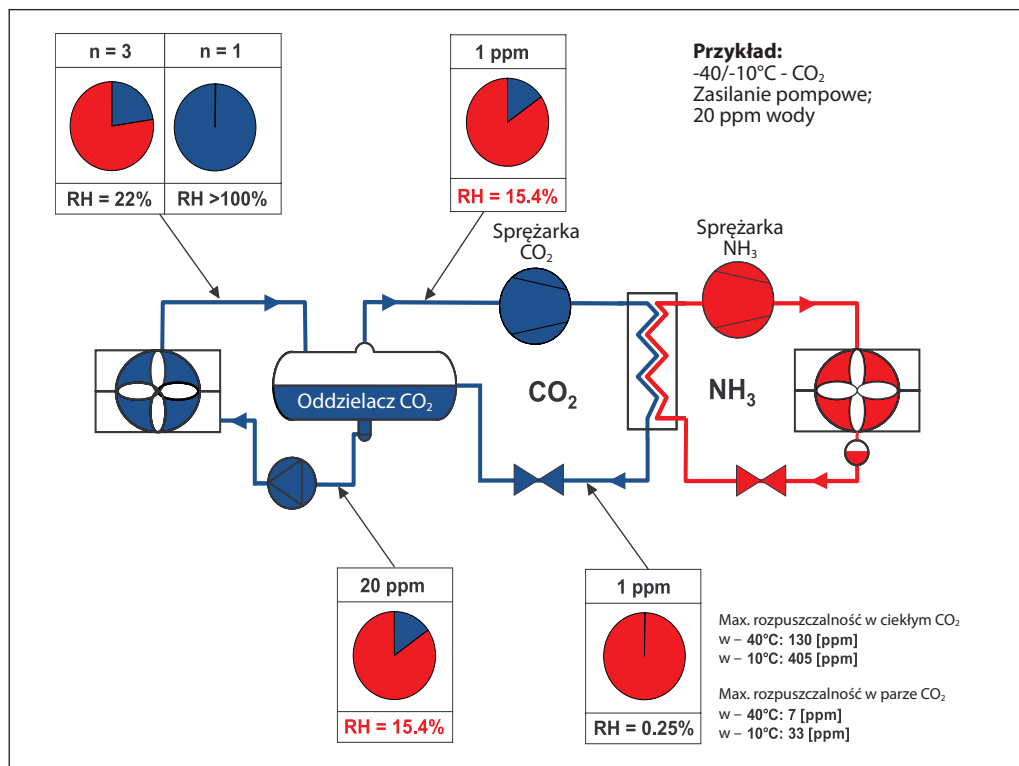 n = 3
n = 1
RH = 22%
RH >100%
1 ppm
RH = 15.4%
Przykład:
-40/-10°C - CO₂
Zasilanie pompowe;
20 ppm wody
Sprężarka
CO₂
Sprężarka
NH₃
Oddzielacz CO₂
CO₂
NH₃
20 ppm
RH = 15.4%
1 ppm
RH = 0.25%
Max. rozpuszczalność w ciekłym CO₂
w – 40°C: 130 [ppm]
w – 10°C: 405 [ppm]
Max. rozpuszczalność w parze CO₂
w – 40°C: 7 [ppm]
w – 10°C: 33 [ppm]